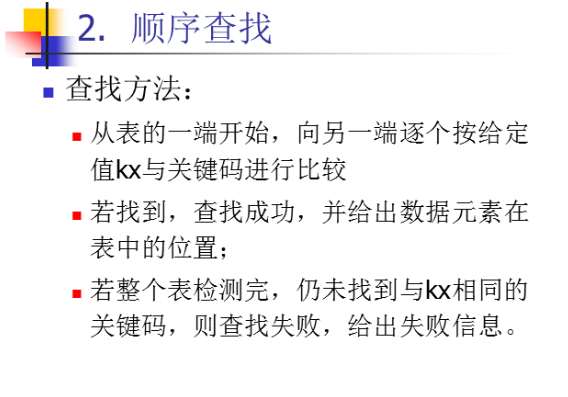 2. 顺序查找
查找方法：
从表的一端开始，向另一端逐个按给定
值kx与关键码进行比较
若找到，查找成功，并给出数据元素在
表中的位置；
若整个表检测完，仍未找到与kx相同的
关键码，则查找失败，给出失败信息。